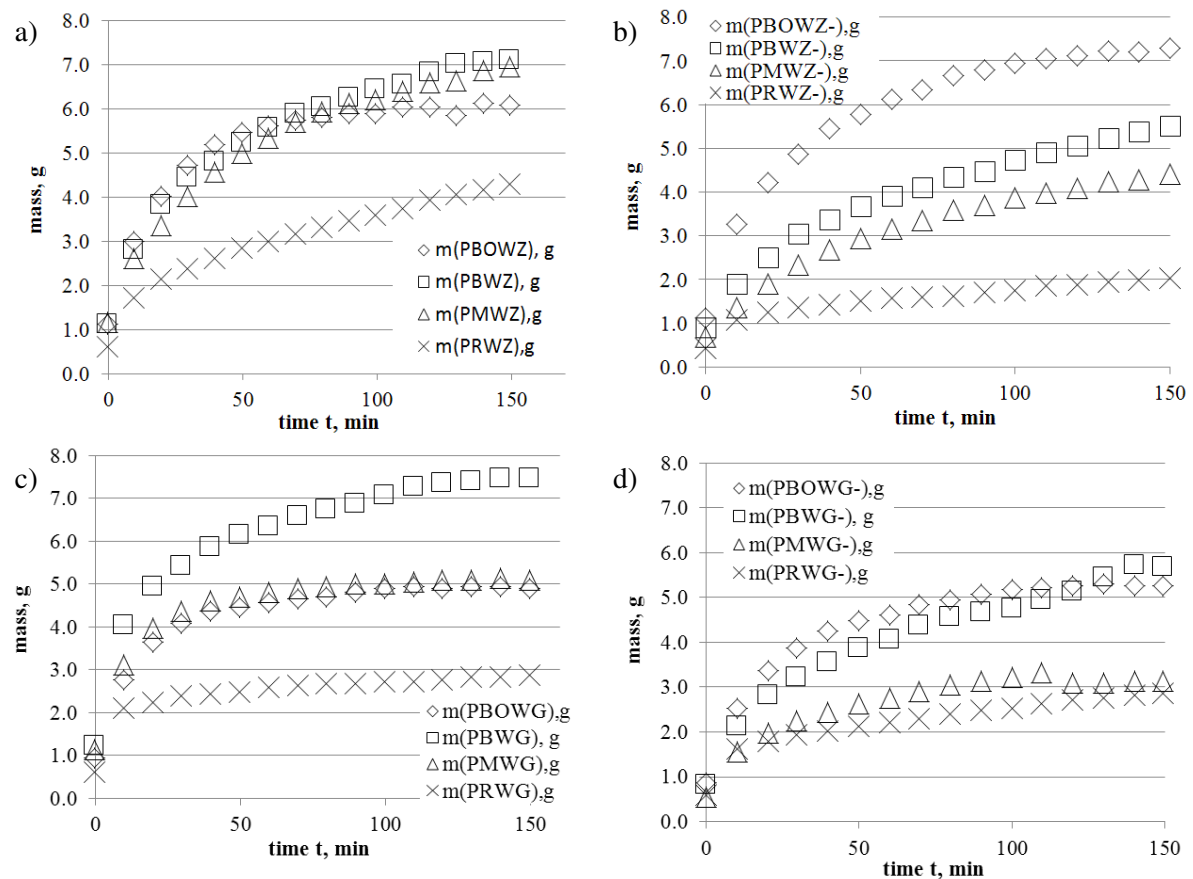 a)
8.0
7.0
6.0
5.0
4.0
3.0
2.0
1.0
0.0
mass, g
m(PBOWZ), g
m(PBWZ), g
m(PMWZ),g
m(PRWZ),g
0 50 100 150
time t, min
b)
8.0
7.0
6.0
5.0
4.0
3.0
2.0
1.0
0.0
mass, g
m(PBOWZ-),g
m(PBWZ-),g
m(PMWZ-),g
m(PRWZ-),g
0 50 100 150
time t, min
c)
8.0
7.0
6.0
5.0
4.0
3.0
2.0
1.0
0.0
mass, g
m(PBOWG),g
m(PBWG), g
m(PMWG),g
m(PRWG),g
0 50 100 150
time t, min
d)
8.0
7.0
6.0
5.0
4.0
3.0
2.0
1.0
0.0
mass, g
m(PBOWG-),g
m(PBWG-), g
m(PMWG-),g
m(PRWG-),g
0 50 100 150
time t, min